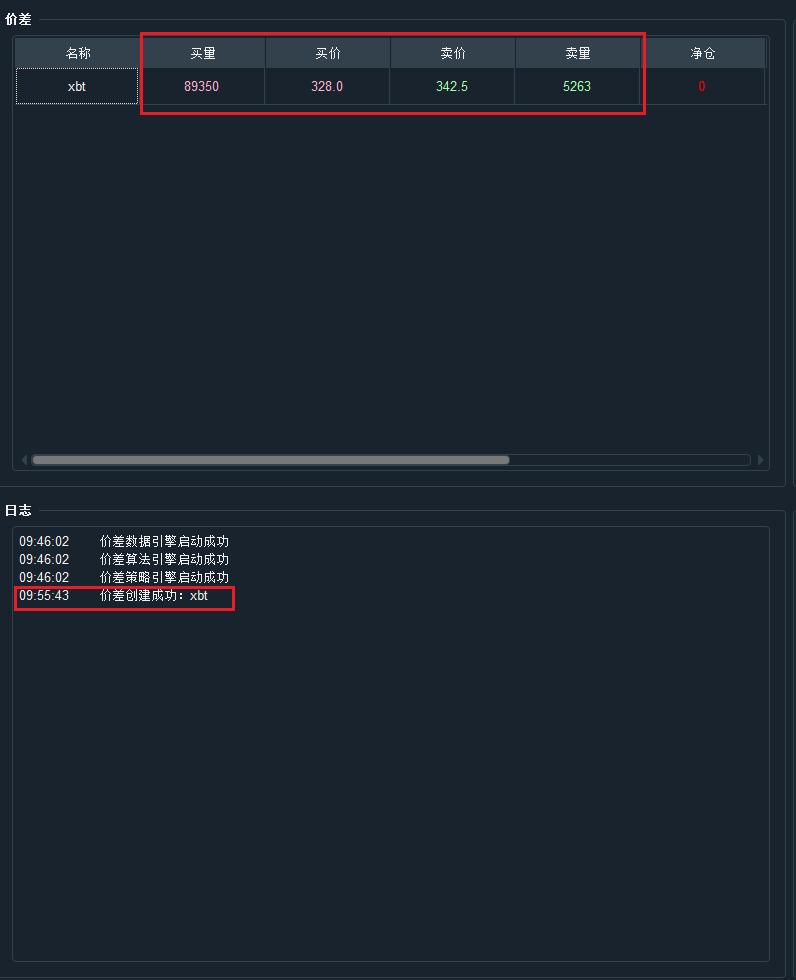 价差
名称 买量 买价 卖价 卖量 净仓
xbt 89350 328.0 342.5 5263 0
日志
09:46:02 价差数据引擎启动成功
09:46:02 价差算法引擎启动成功
09:46:02 价差策略引擎启动成功
09:55:43 价差创建成功：xbt